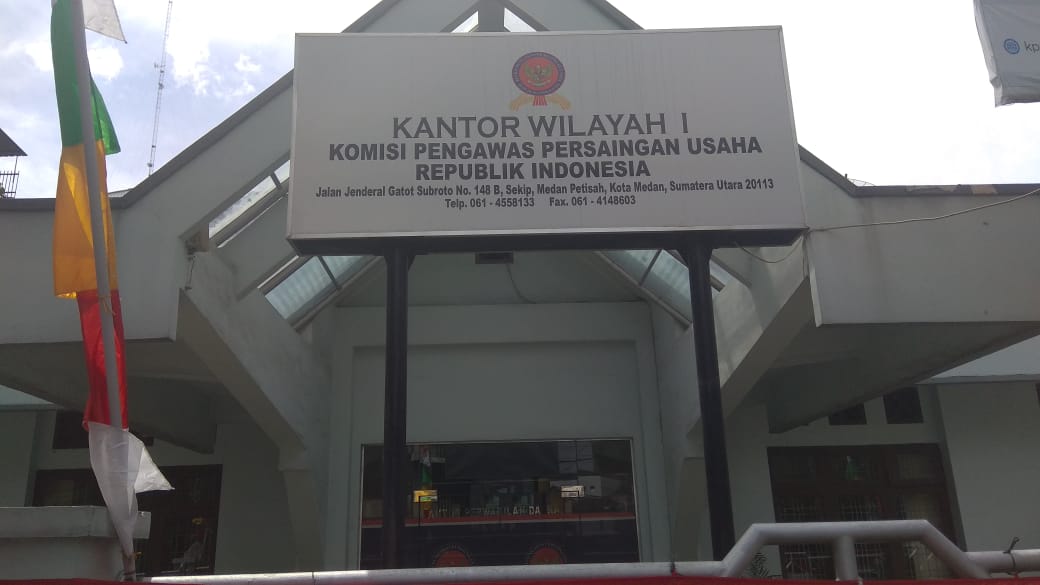 KANTOR WILAYAH I
KOMISI PENGAWAS PERSAINGAN USAHA
REPUBLIK INDONESIA
Jalan Jenderal Gatot Subroto No. 148 B, Sekip, Medan Petisah, Kota Medan, Sumatera Utara 20113
Telp. 061 - 4558133 Fax. 061 - 4148603